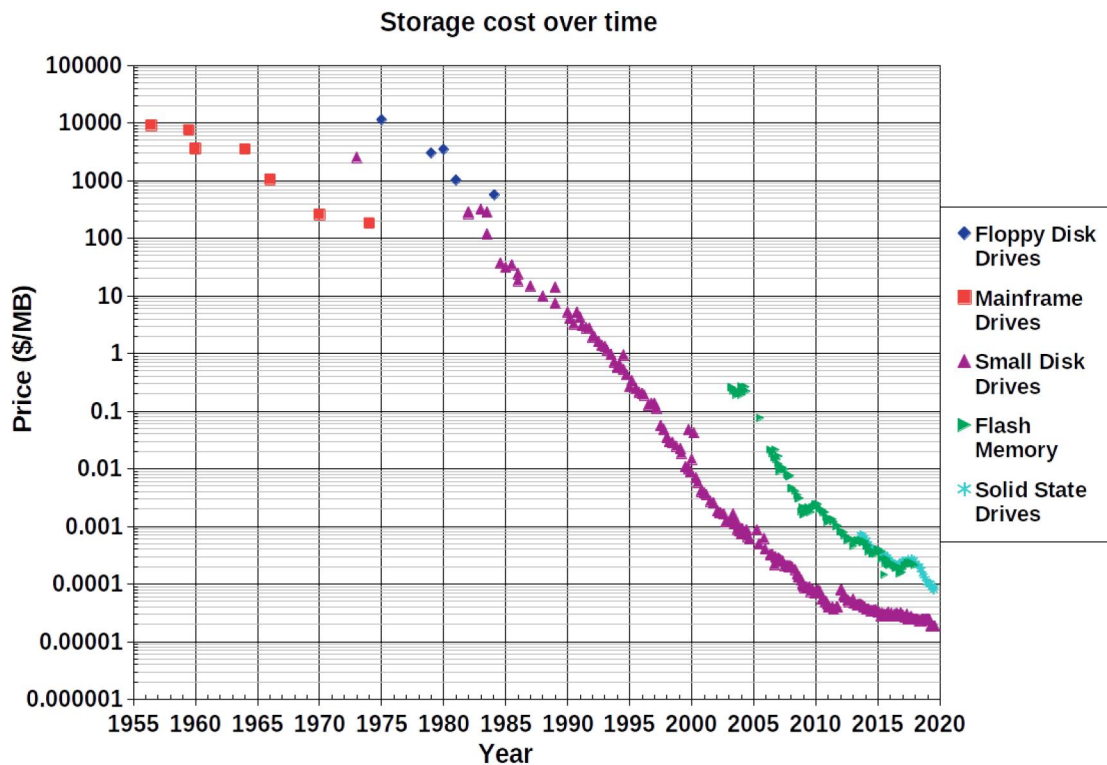 Storage cost over time
100000
10000
1000
100
10
1
0.1
0.01
0.001
0.0001
0.00001
0.000001
Price ($/MB)
1955 1960 1965 1970 1975 1980 1985 1990 1995 2000 2005 2010 2015 2020
Year
Floppy Disk
Drives
Mainframe
Drives
Small Disk
Drives
Flash
Memory
Solid State
Drives